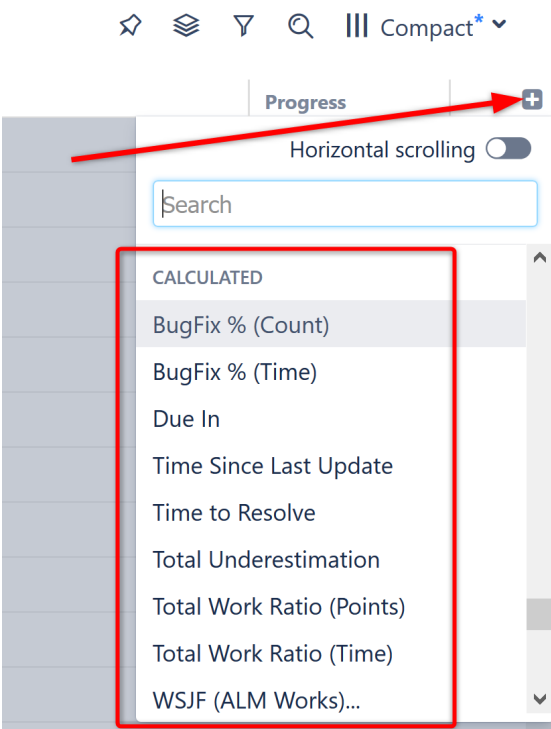 Compact*
Progress
Horizontal scrolling
Search
CALCULATED
BugFix % (Count)
BugFix % (Time)
Due In
Time Since Last Update
Time to Resolve
Total Underestimation
Total Work Ratio (Points)
Total Work Ratio (Time)
WSJF (ALM Works)...